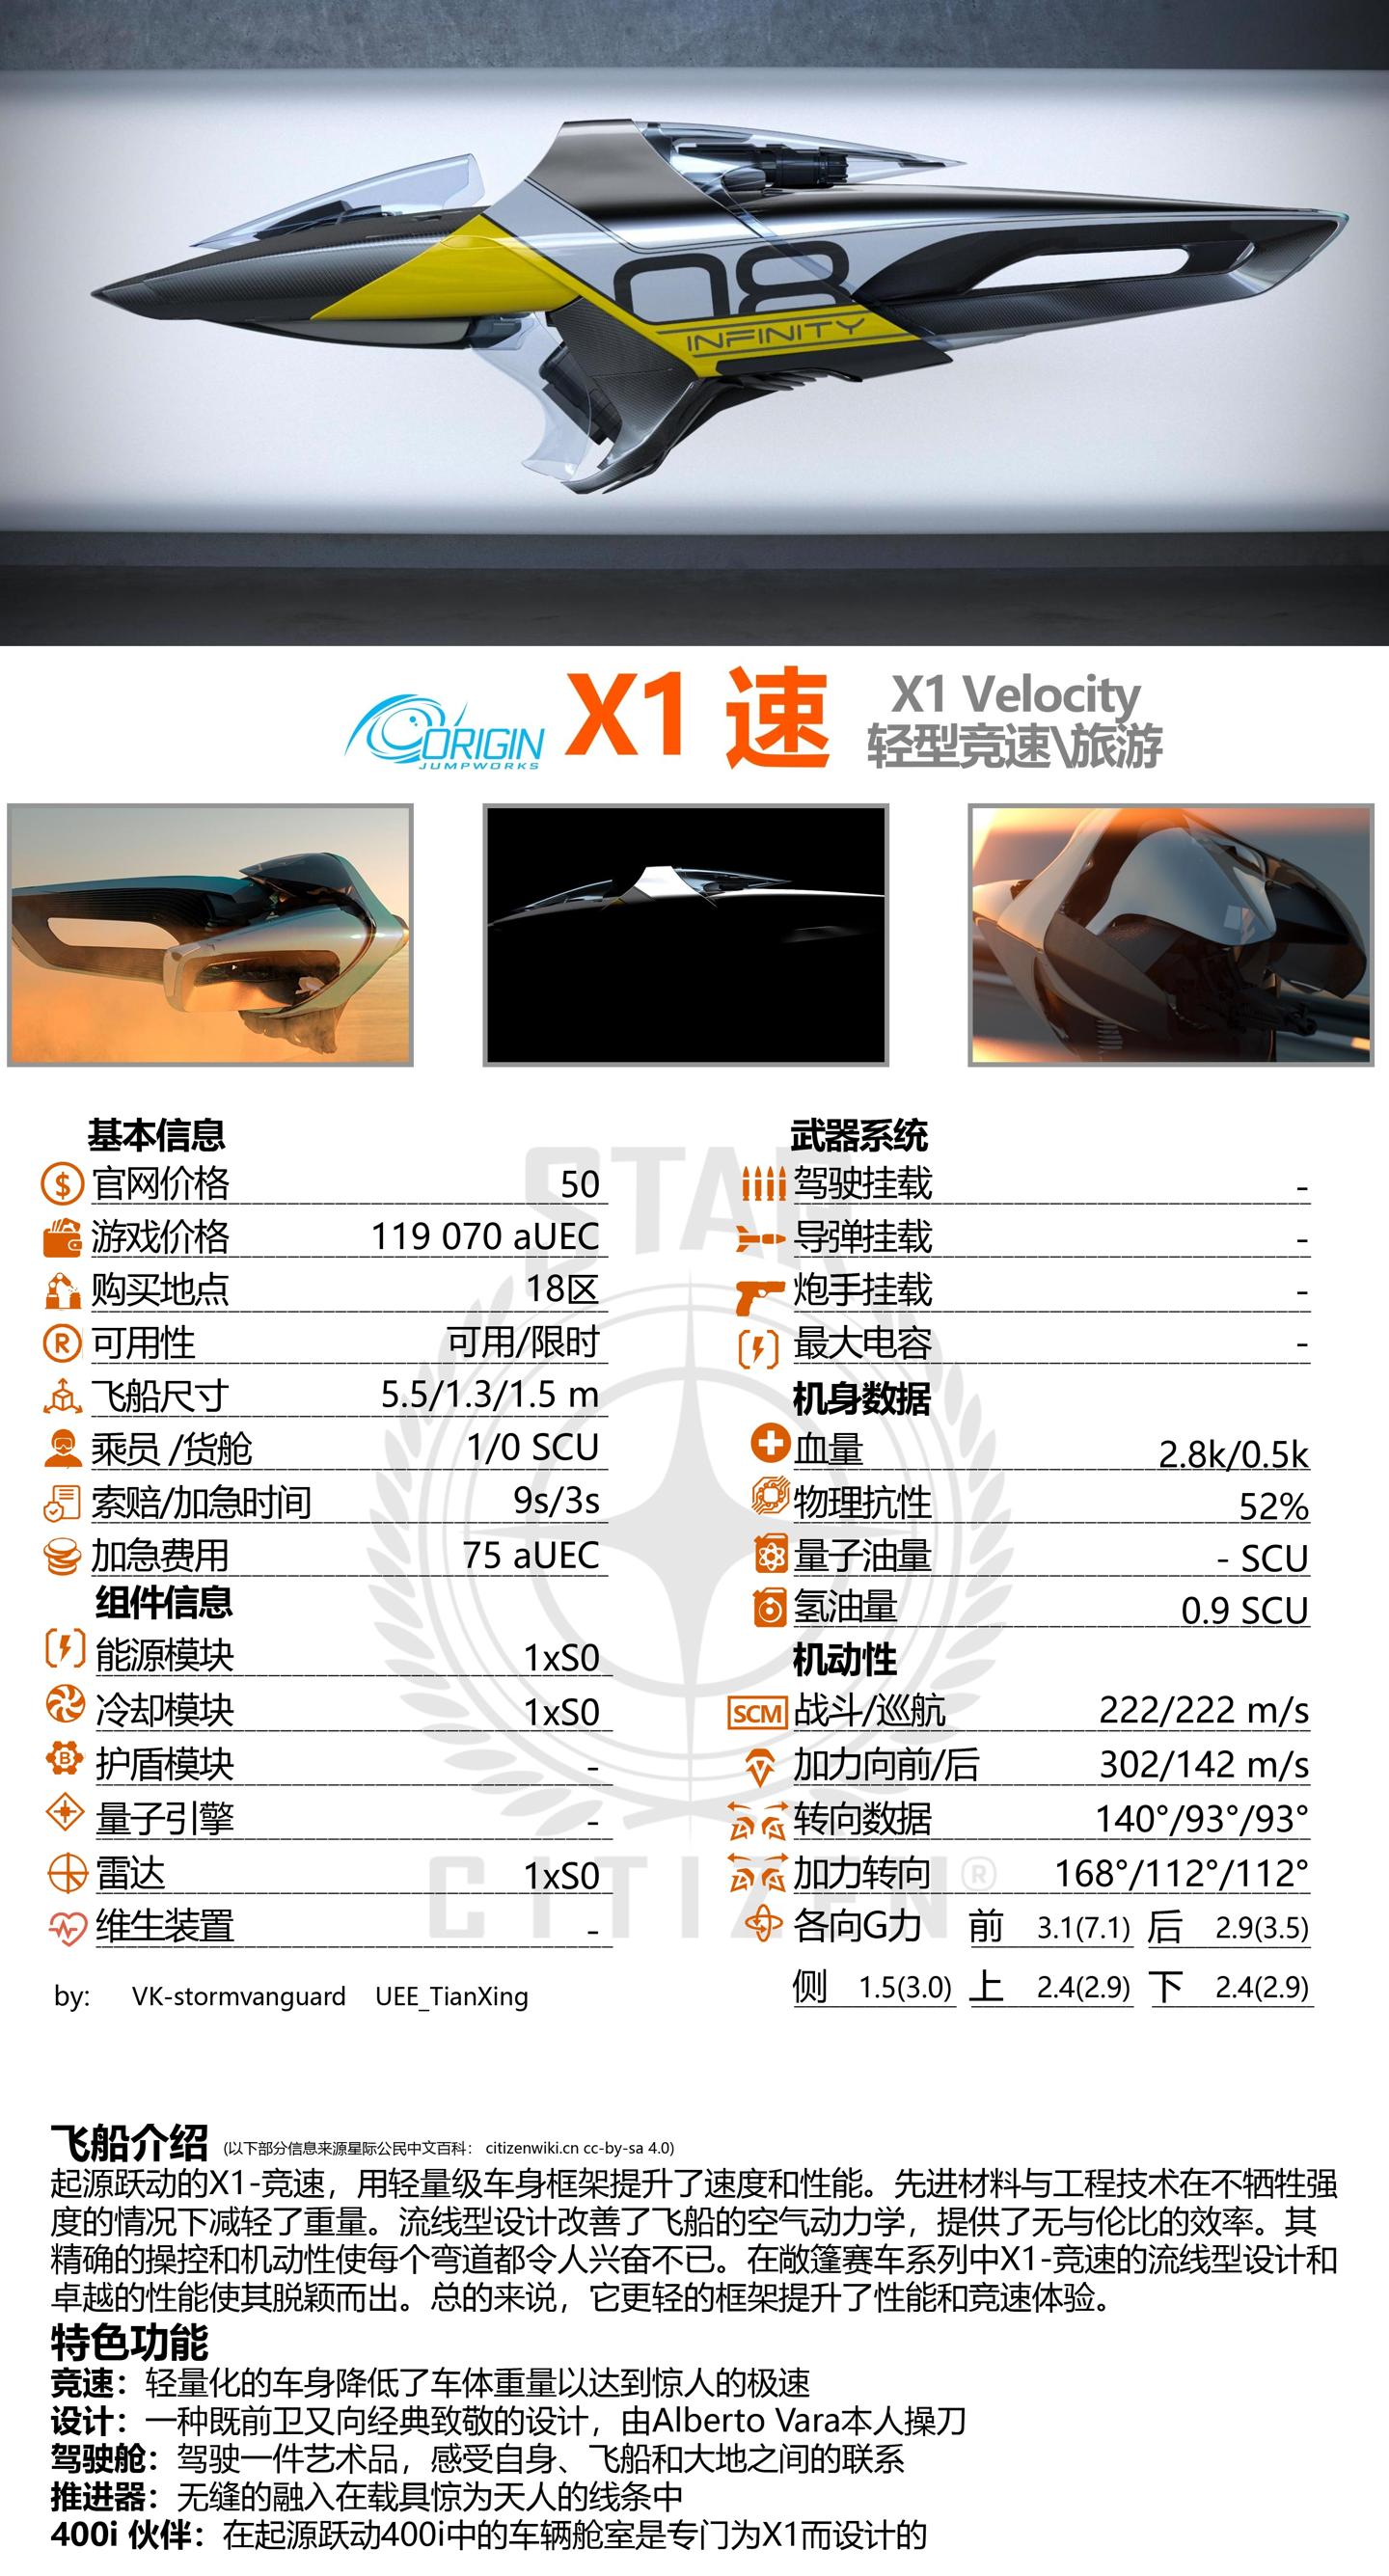 08
INFINITY
ORIGIN
JUMPWORKS
X1 速
X1 Velocity
轻型竞速\旅游
STAR
CITIZEN®
基本信息
官网价格 50
游戏价格 119 070 aUEC
购买地点 18区
可用性 可用/限时
飞船尺寸 5.5/1.3/1.5 m
乘员 /货舱 1/0 SCU
索赔/加急时间 9s/3s
加急费用 75 aUEC
组件信息
能源模块 1xS0
冷却模块 1xS0
护盾模块 -
量子引擎 -
雷达 1xS0
维生装置 -
by: VK-stormvanguard UEE_TianXing
武器系统
驾驶挂载 -
导弹挂载 -
炮手挂载 -
最大电容 -
机身数据
血量 2.8k/0.5k
物理抗性 52%
量子油量 - SCU
氢油量 0.9 SCU
机动性
SCM 战斗/巡航 222/222 m/s
加力向前/后 302/142 m/s
转向数据 140°/93°/93°
加力转向 168°/112°/112°
各向G力 前 3.1(7.1) 后 2.9(3.5)
侧 1.5(3.0) 上 2.4(2.9) 下 2.4(2.9)
飞船介绍 (以下部分信息来源星际公民中文百科： citizenwiki.cn cc-by-sa 4.0)
起源跃动的X1-竞速，用轻量级车身框架提升了速度和性能。先进材料与工程技术在不牺牲强
度的情况下减轻了重量。流线型设计改善了飞船的空气动力学，提供了无与伦比的效率。其
精确的操控和机动性使每个弯道都令人兴奋不已。在敞篷赛车系列中X1-竞速的流线型设计和
卓越的性能使其脱颖而出。总的来说，它更轻的框架提升了性能和竞速体验。
特色功能
竞速：轻量化的车身降低了车体重量以达到惊人的极速
设计：一种既前卫又向经典致敬的设计，由Alberto Vara本人操刀
驾驶舱：驾驶一件艺术品，感受自身、飞船和大地之间的联系
推进器：无缝的融入在载具惊为天人的线条中
400i 伙伴：在起源跃动400i中的车辆舱室是专门为X1而设计的